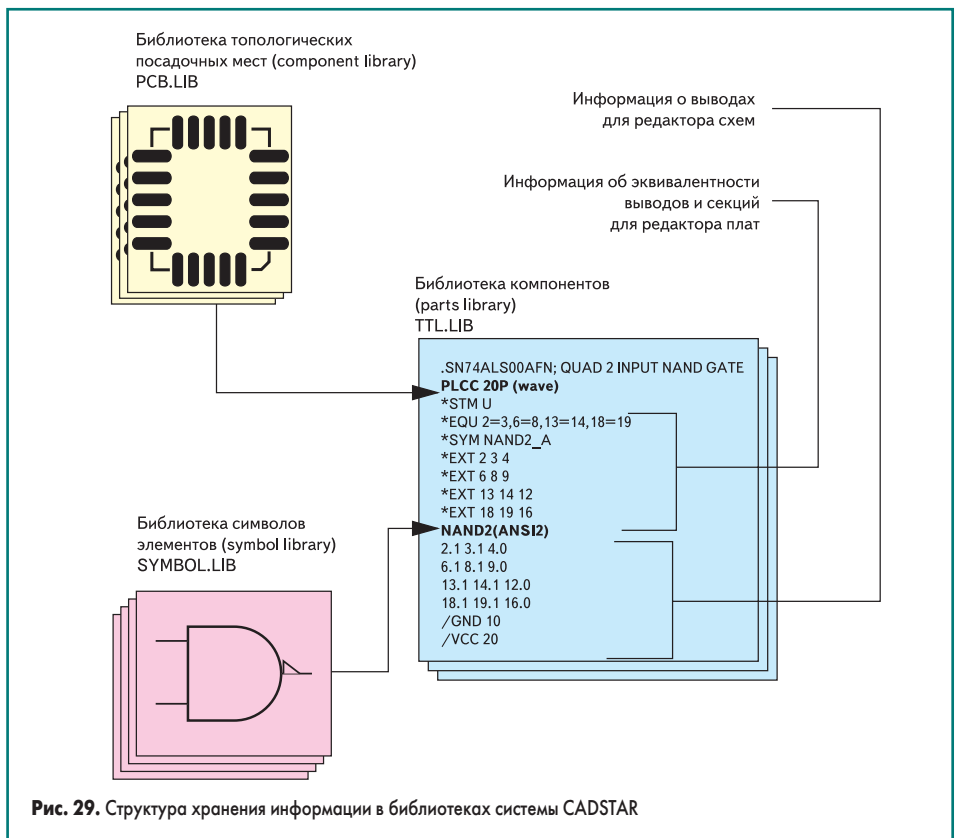 Библиотека топологических
посадочных мест (component library)
PCB.LIB
Информация о выводах
для редактора схем
Информация об эквивалентности
выводов и секций
для редактора плат
Библиотека компонентов
(parts library)
TTL.LIB
.SN74ALS00AFN; QUAD 2 INPUT NAND GATE
PLCC 20P (wave)
*STM U
*EQU 2=3,6=8,13=14,18=19
*SYM NAND2_A
*EXT 2 3 4
*EXT 6 8 9
*EXT 13 14 12
*EXT 18 19 16
NAND2(ANSI2)
2.1 3.1 4.0
6.1 8.1 9.0
13.1 14.1 12.0
18.1 19.1 16.0
/GND 10
/VCC 20
Библиотека символов
элементов (symbol library)
SYMBOL.LIB
Рис. 29. Структура хранения информации в библиотеках системы CADSTAR